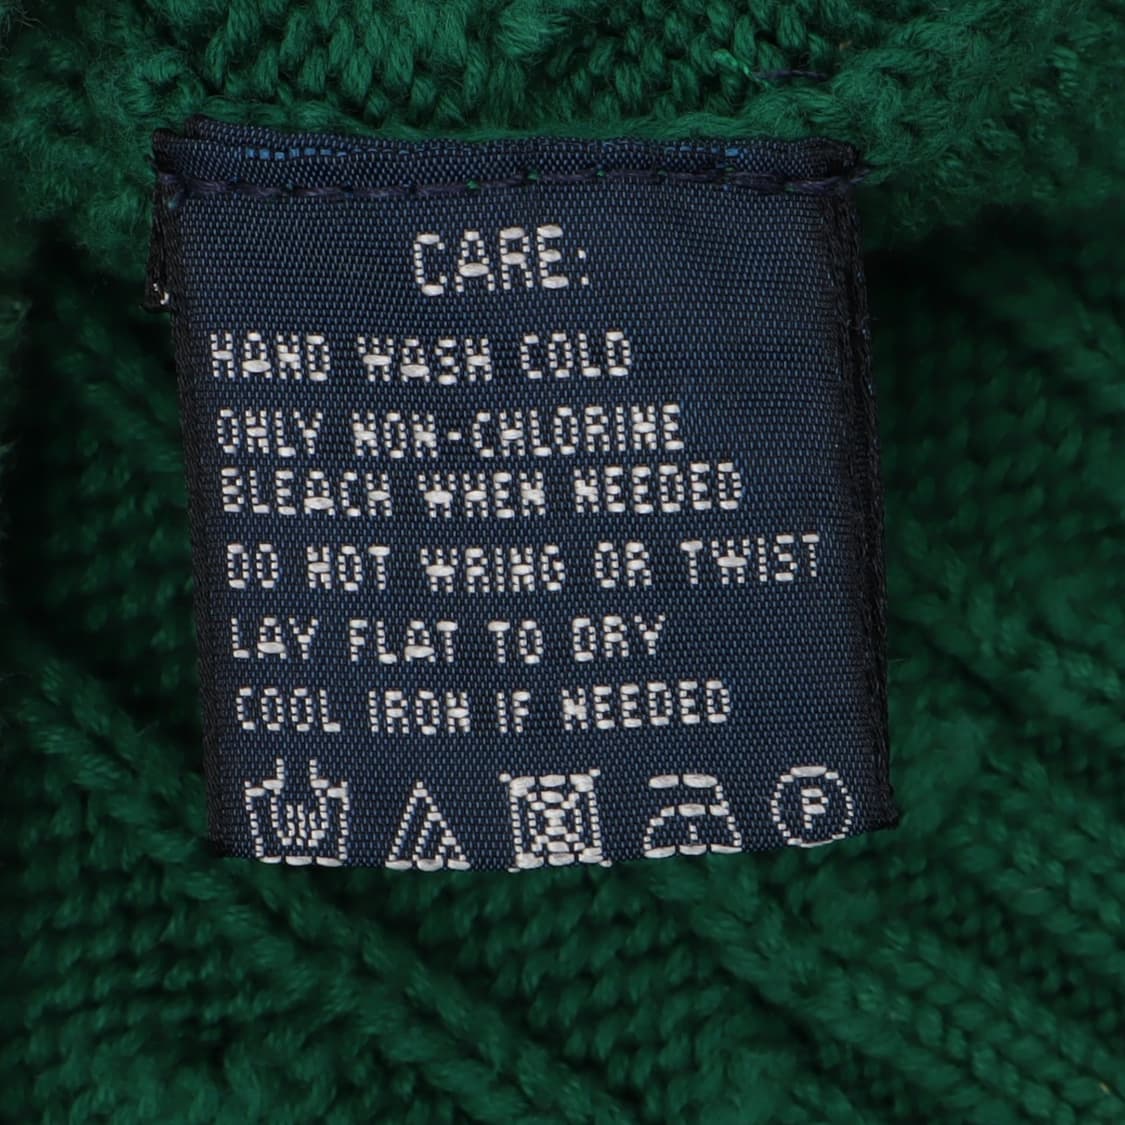 CARE:
HAND WASH COLD
ONLY NON-CHLORINE
BLEACH WHEN NEEDED
DO NOT WRING OR TWIST
LAY FLAT TO DRY
COOL IRON IF NEEDED
P